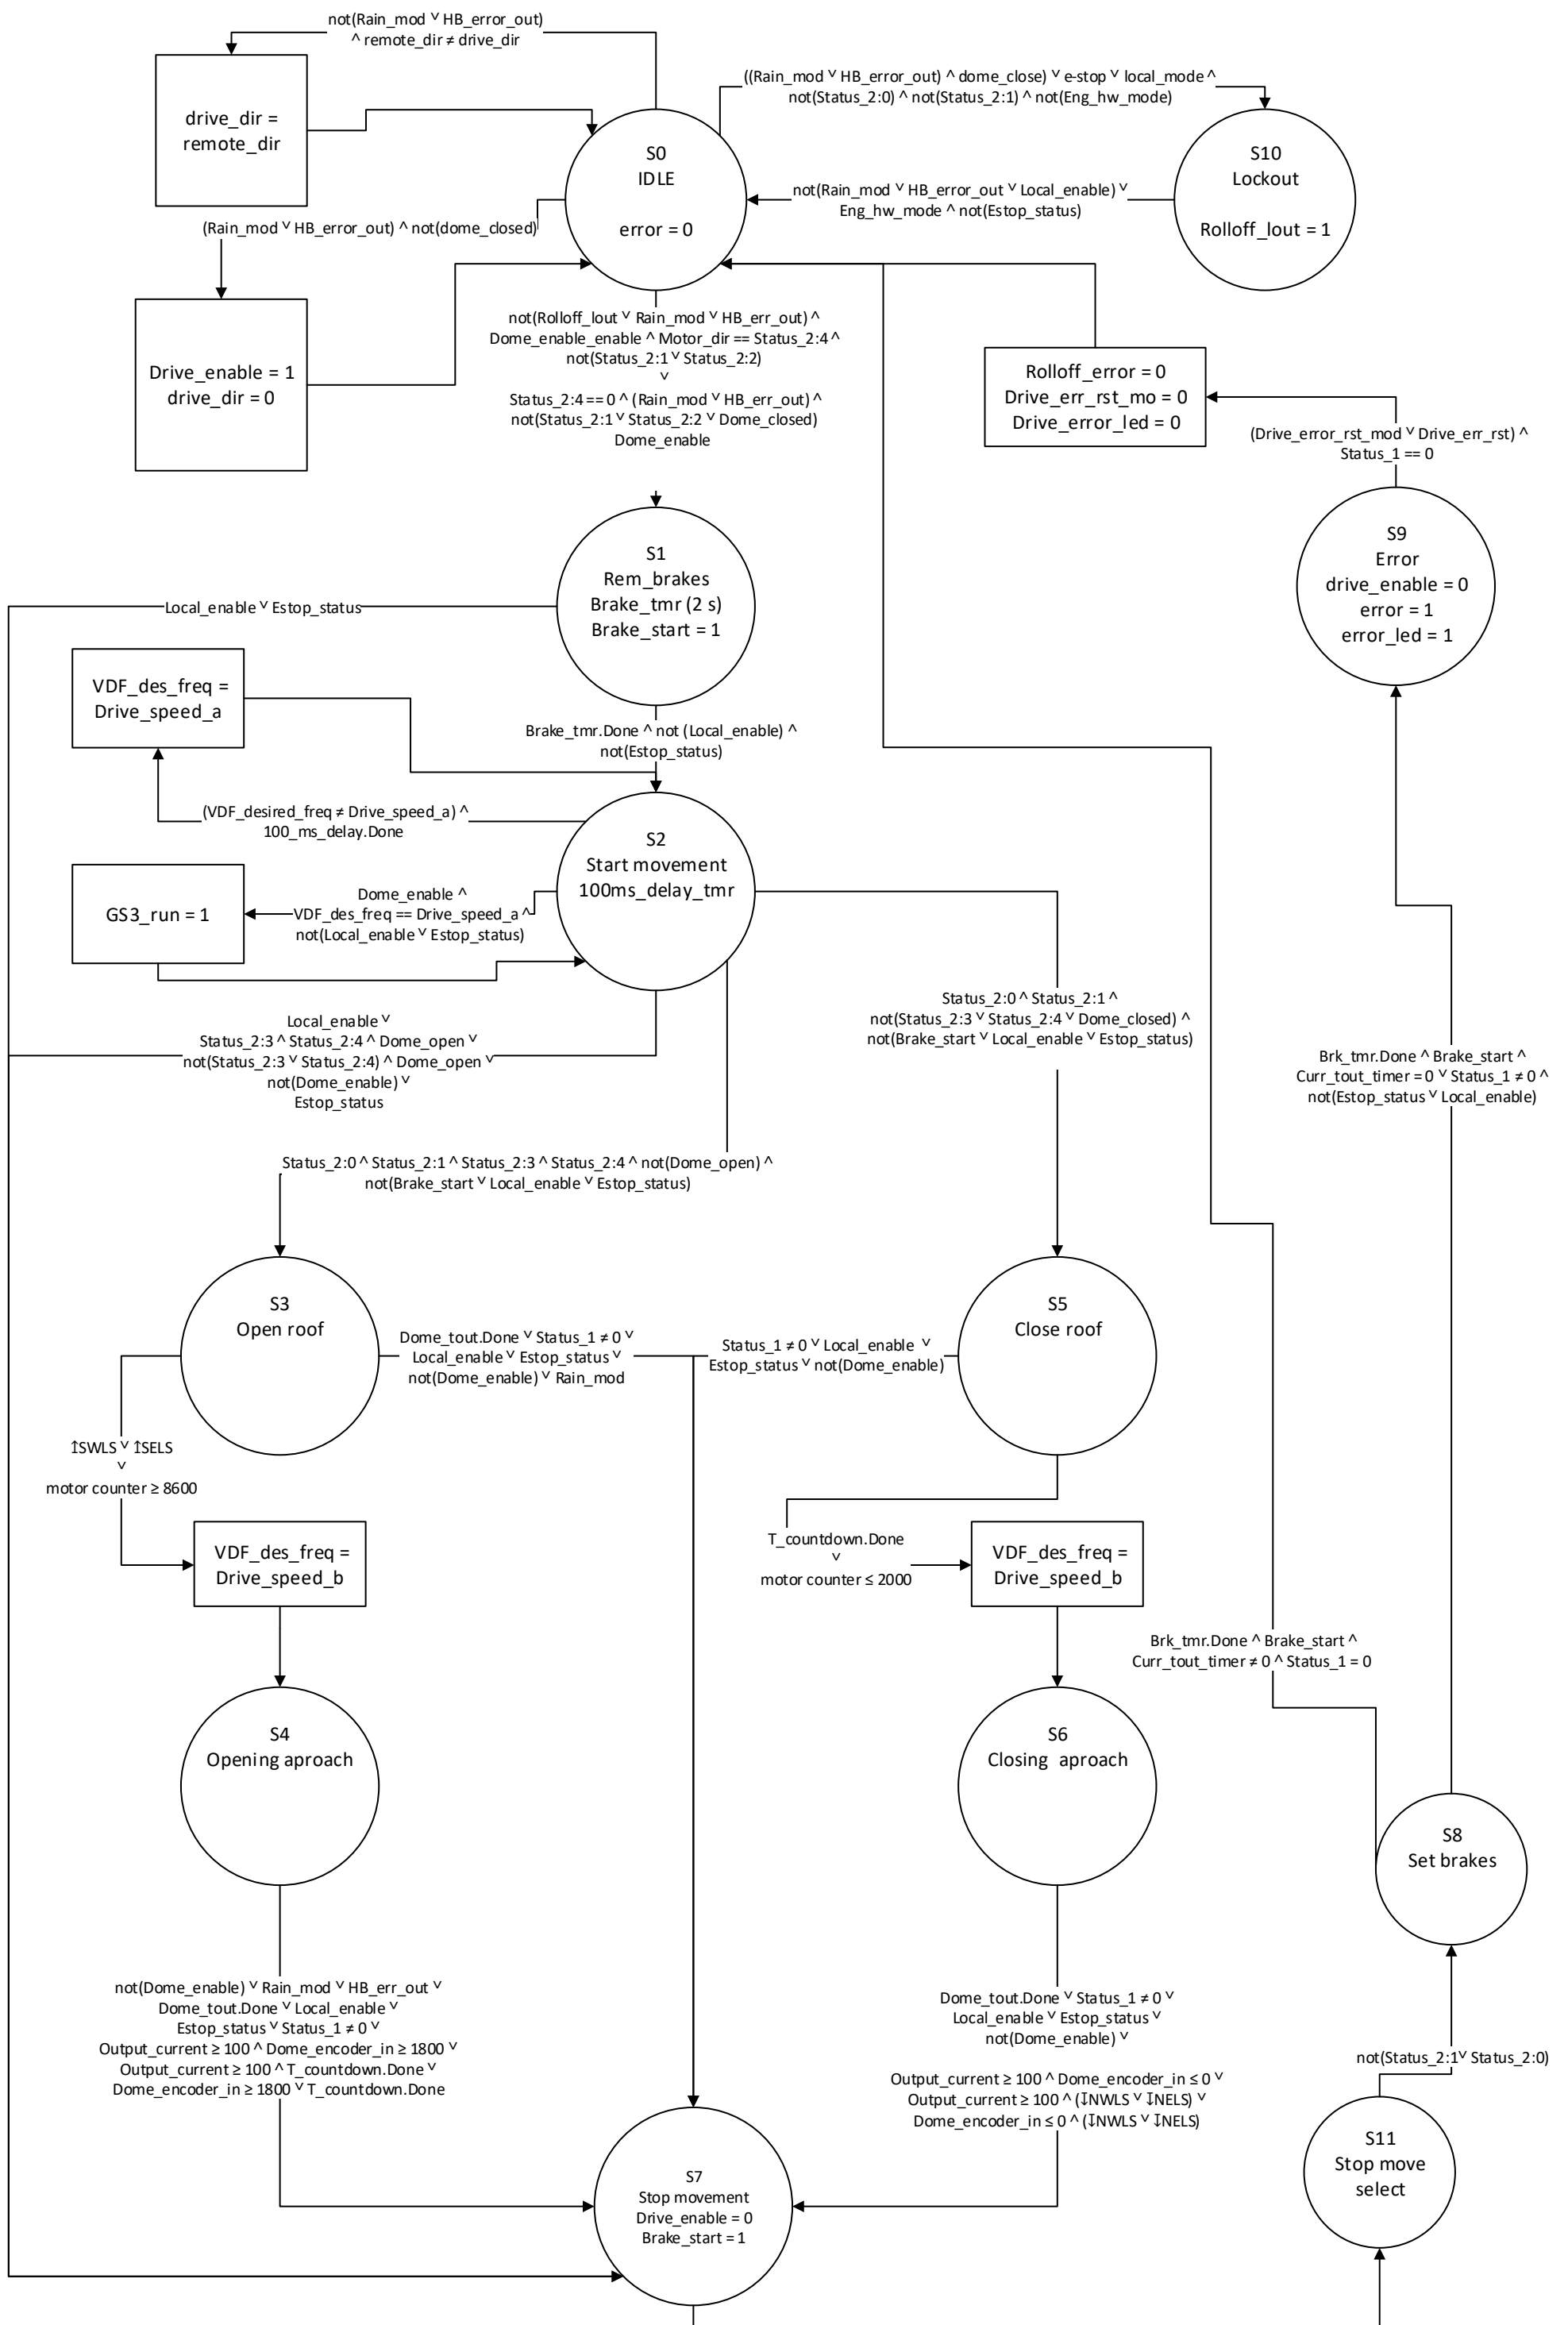 not(Rain_mod ˅ HB_error_out)
˄ remote_dir ≠ drive_dir
drive_dir =
remote_dir
((Rain_mod ˅ HB_error_out) ˄ dome_close) ˅ e-stop ˅ local_mode ˄
not(Status_2:0) ˄ not(Status_2:1) ˄ not(Eng_hw_mode)
S0
IDLE
error = 0
S10
Lockout
Rolloff_lout = 1
not(Rain_mod ˅ HB_error_out ˅ Local_enable) ˅
Eng_hw_mode ˄ not(Estop_status)
(Rain_mod ˅ HB_error_out) ˄ not(dome_closed)
Drive_enable = 1
drive_dir = 0
not(Rolloff_lout ˅ Rain_mod ˅ HB_err_out) ˄
Dome_enable_enable ˄ Motor_dir == Status_2:4 ˄
not(Status_2:1 ˅ Status_2:2)
˅
Status_2:4 == 0 ˄ (Rain_mod ˅ HB_err_out) ˄
not(Status_2:1 ˅ Status_2:2 ˅ Dome_closed)
Dome_enable
Rolloff_error = 0
Drive_err_rst_mo = 0
Drive_error_led = 0
(Drive_error_rst_mod ˅ Drive_err_rst) ˄
Status_1 == 0
S1
Rem_brakes
Brake_tmr (2 s)
Brake_start = 1
S9
Error
drive_enable = 0
error = 1
error_led = 1
Local_enable ˅ Estop_status
VDF_des_freq =
Drive_speed_a
Brake_tmr.Done ˄ not (Local_enable) ˄
not(Estop_status)
(VDF_desired_freq ≠ Drive_speed_a) ˄
100_ms_delay.Done
S2
Start movement
100ms_delay_tmr
GS3_run = 1
Dome_enable ˄
VDF_des_freq == Drive_speed_a ˄
not(Local_enable ˅ Estop_status)
Local_enable ˅
Status_2:3 ˄ Status_2:4 ˄ Dome_open ˅
not(Status_2:3 ˅ Status_2:4) ˄ Dome_open ˅
not(Dome_enable) ˅
Estop_status
Status_2:0 ˄ Status_2:1 ˄
not(Status_2:3 ˅ Status_2:4 ˅ Dome_closed) ˄
not(Brake_start ˅ Local_enable ˅ Estop_status)
Brk_tmr.Done ˄ Brake_start ˄
Curr_tout_timer = 0 ˅ Status_1 ≠ 0 ˄
not(Estop_status ˅ Local_enable)
Status_2:0 ˄ Status_2:1 ˄ Status_2:3 ˄ Status_2:4 ˄ not(Dome_open) ˄
not(Brake_start ˅ Local_enable ˅ Estop_status)
S3
Open roof
Dome_tout.Done ˅ Status_1 ≠ 0 ˅
Local_enable ˅ Estop_status ˅
not(Dome_enable) ˅ Rain_mod
Status_1 ≠ 0 ˅ Local_enable ˅
Estop_status ˅ not(Dome_enable)
S5
Close roof
↥SWLS ˅ ↥SELS
˅
motor counter ≥ 8600
VDF_des_freq =
Drive_speed_b
T_countdown.Done
˅
motor counter ≤ 2000
VDF_des_freq =
Drive_speed_b
Brk_tmr.Done ˄ Brake_start ˄
Curr_tout_timer ≠ 0 ˄ Status_1 = 0
S4
Opening aproach
S6
Closing aproach
S8
Set brakes
not(Dome_enable) ˅ Rain_mod ˅ HB_err_out ˅
Dome_tout.Done ˅ Local_enable ˅
Estop_status ˅ Status_1 ≠ 0 ˅
Output_current ≥ 100 ˄ Dome_encoder_in ≥ 1800 ˅
Output_current ≥ 100 ˄ T_countdown.Done ˅
Dome_encoder_in ≥ 1800 ˅ T_countdown.Done
Dome_tout.Done ˅ Status_1 ≠ 0 ˅
Local_enable ˅ Estop_status ˅
not(Dome_enable) ˅
Output_current ≥ 100 ˄ Dome_encoder_in ≤ 0 ˅
Output_current ≥ 100 ˄ (↧NWLS ˅ ↧NELS) ˅
Dome_encoder_in ≤ 0 ˄ (↧NWLS ˅ ↧NELS)
not(Status_2:1˅ Status_2:0)
S11
Stop move
select
S7
Stop movement
Drive_enable = 0
Brake_start = 1